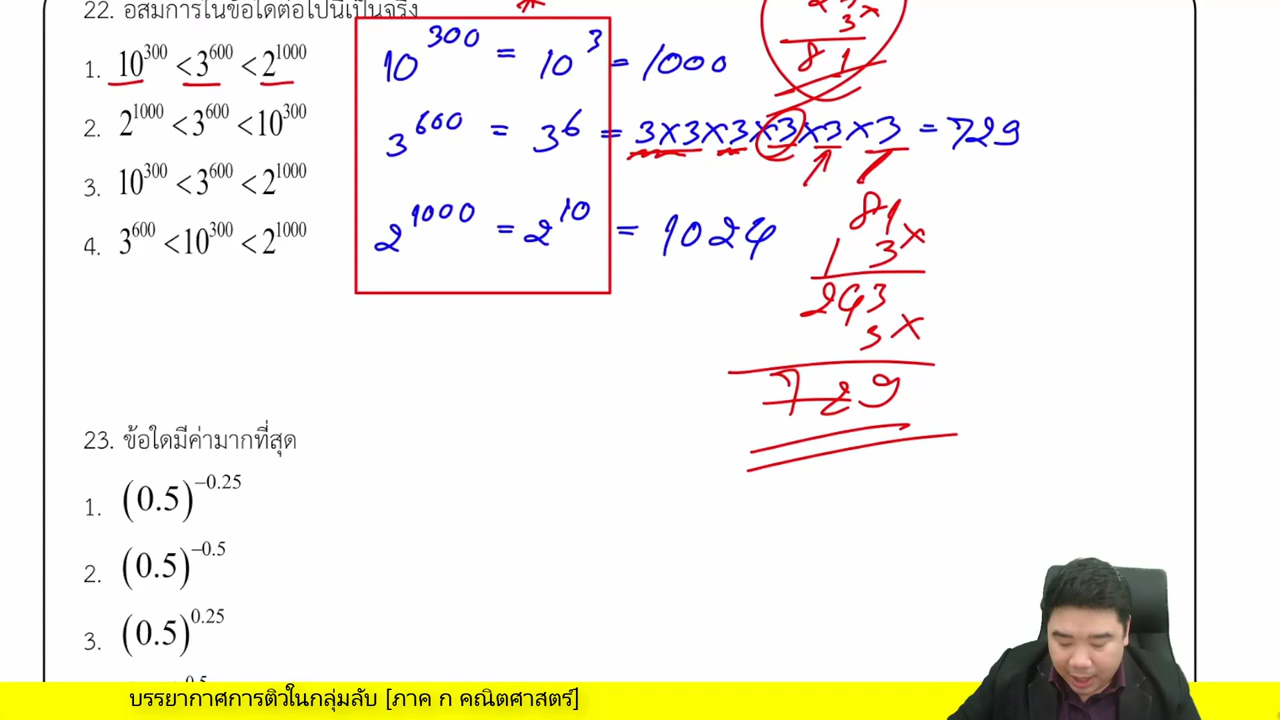 22. อสมการในข้อใดต่อไปนี้เป็นจริง
1. 10^300 < 3^600 < 2^1000
2. 2^1000 < 3^600 < 10^300
3. 10^300 < 3^600 < 2^1000
4. 3^600 < 10^300 < 2^1000
10^300 = 10^3 = 1000
3^600 = 3^6 = 3×3×3×3×3×3 = 729
2^1000 = 2^10 = 1024
3×
81
81
1 3×
243
3×
729
23. ข้อใดมีค่ามากที่สุด
1. (0.5)^−0.25
2. (0.5)^−0.5
3. (0.5)^0.25
บรรยากาศการติวในกลุ่มลับ [ภาค ก คณิตศาสตร์]